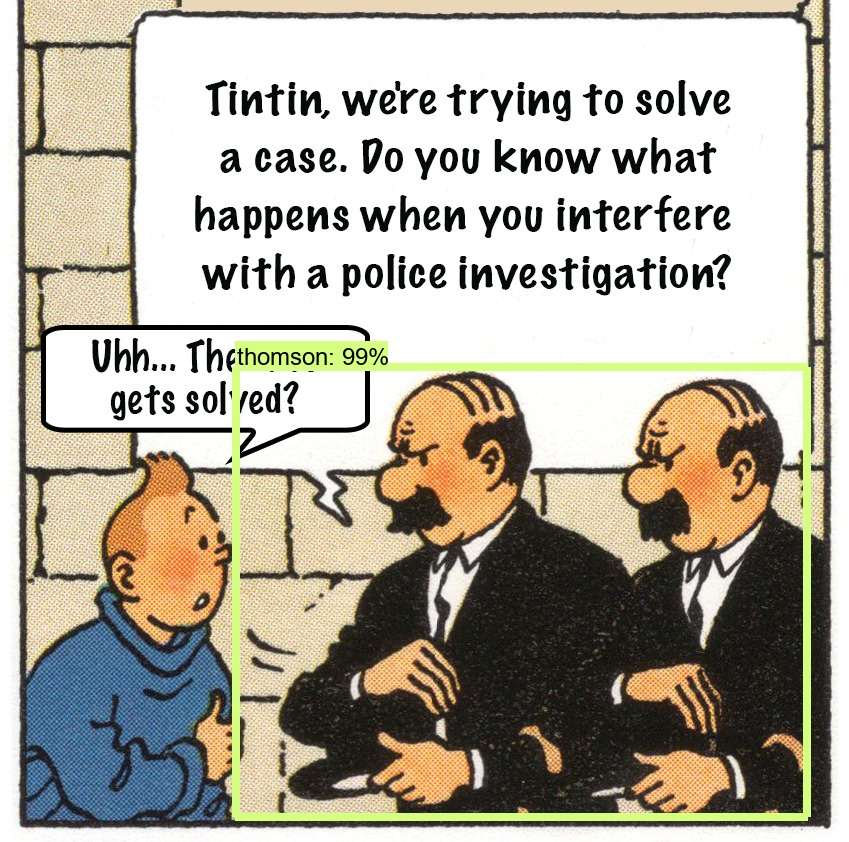 Tintin, we're trying to solve
a case. Do you know what
happens when you interfere
with a police investigation?
Uhh... The
thomson: 99%
gets solved?